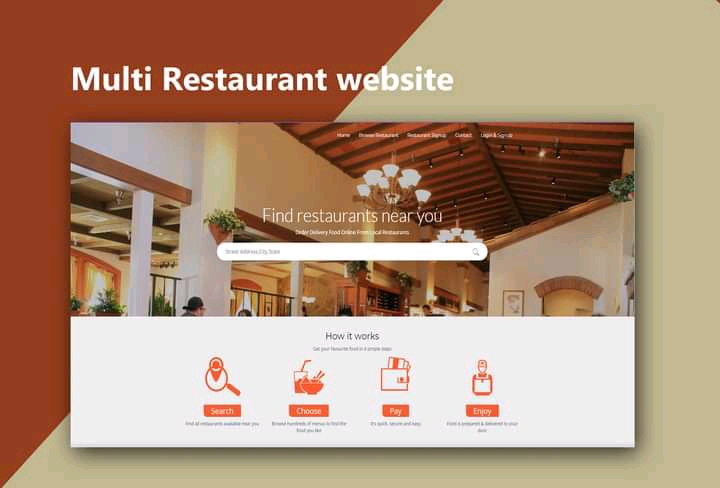 Multi Restaurant website
Home Browse Restaurant Restaurant Signup Contact Login & Signup
Find restaurants near you
Order Delivery Food Online From Local Restaurants
Street Address,City,State
How it works
Get your favourite food in 4 simple steps
Search Choose Pay Enjoy
Find all restaurants available near you
Browse hundreds of menus to find the
food you like
It's quick, secure and easy
Food is prepared & delivered to your
door